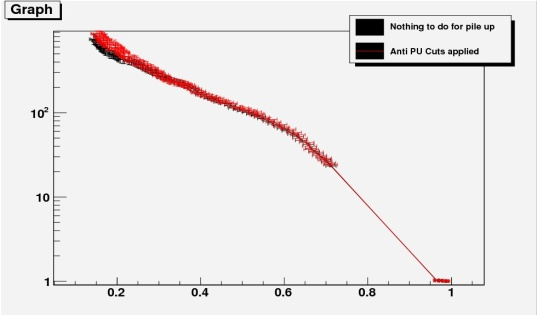 Graph
Nothing to do for pile up
Anti PU Cuts applied
10²
10
1
0.2 0.4 0.6 0.8 1